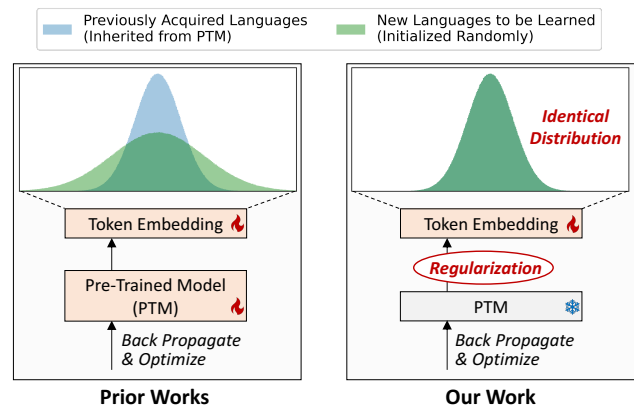 Previously Acquired Languages
(Inherited from PTM)
New Languages to be Learned
(Initialized Randomly)
Token Embedding
Pre-Trained Model
(PTM)
Back Propagate
& Optimize
Prior Works
Identical
Distribution
Token Embedding
Regularization
PTM
Back Propagate
& Optimize
Our Work